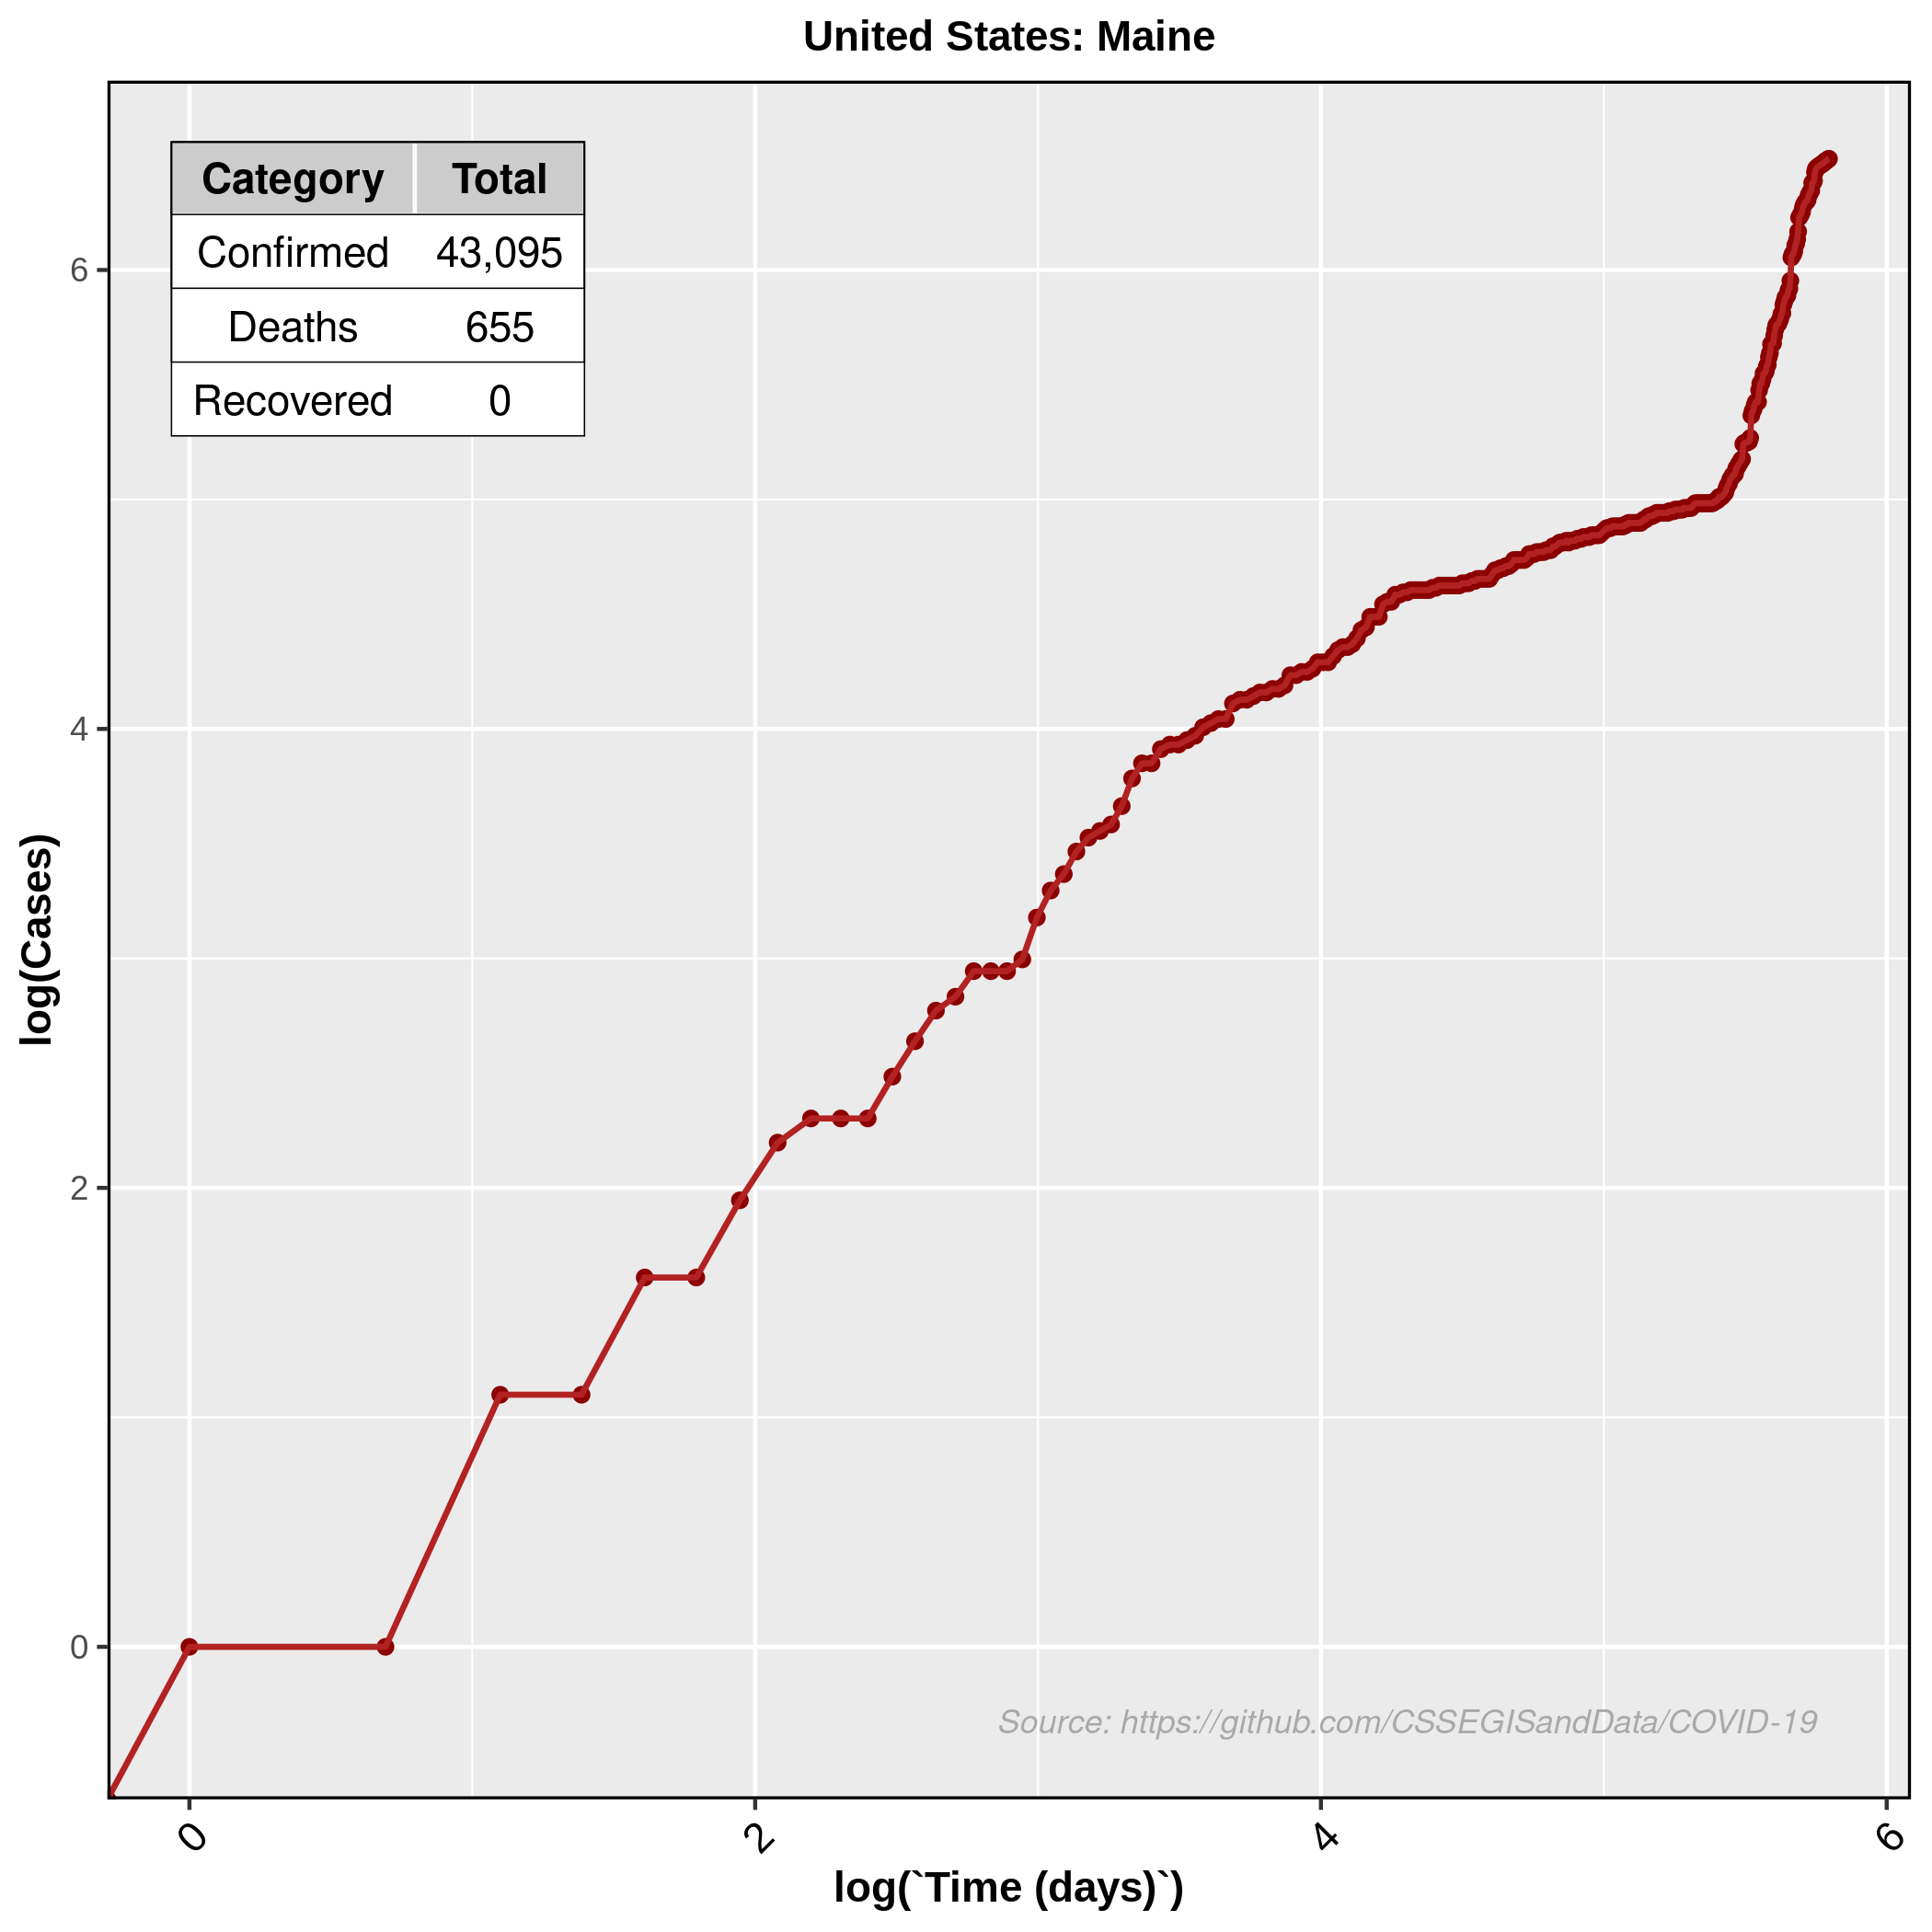 United States: Maine
Category Total
Confirmed 43,095
Deaths 655
Recovered 0
6
4
2
0
log(Cases)
Source: https://github.com/CSSEGISandData/COVID-19
0 2 4 6
log(`Time (days)`)